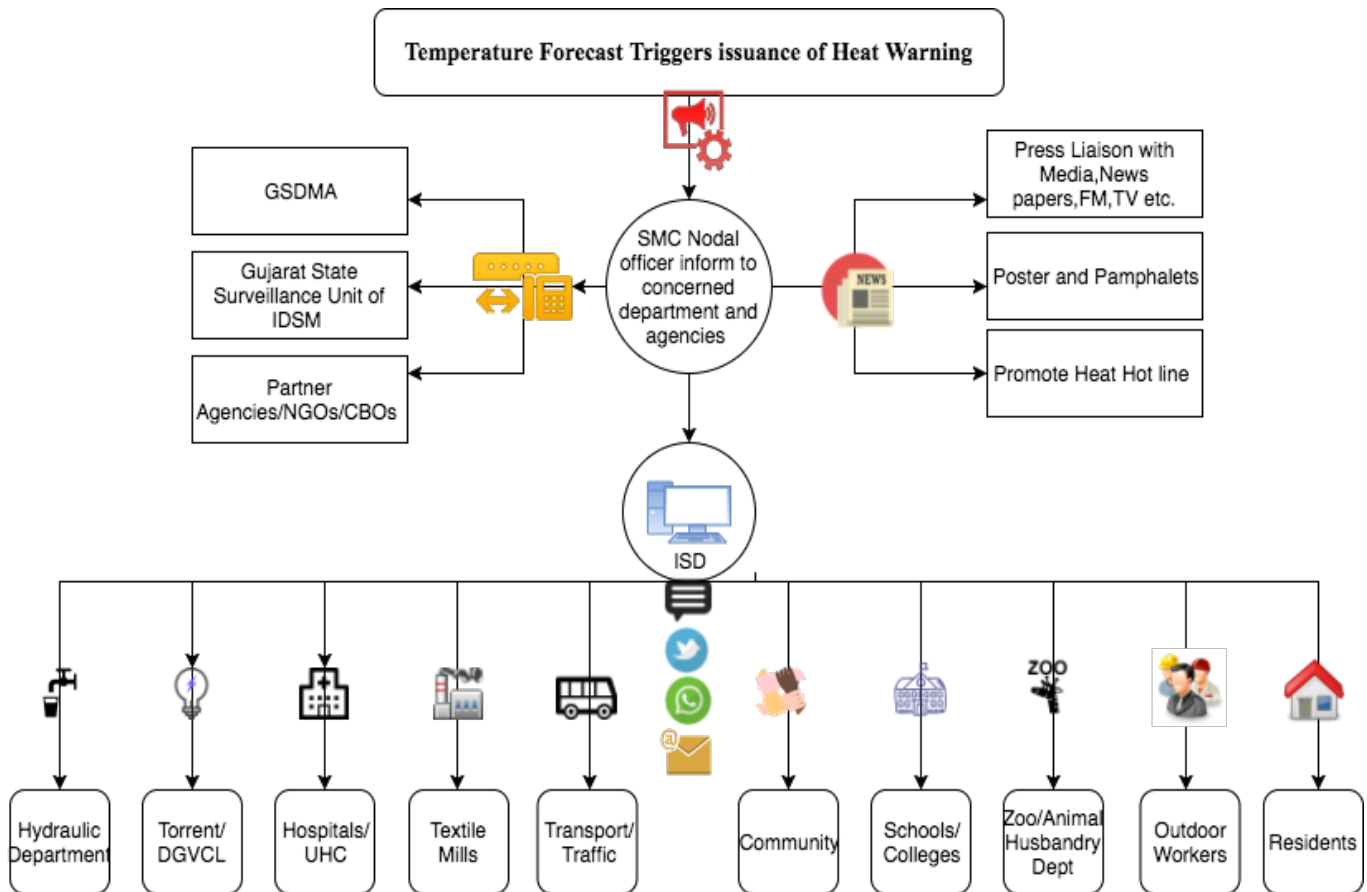 Temperature Forecast Triggers issuance of Heat Warning
GSDMA
Gujarat State
Surveillance Unit of
IDSM
Partner
Agencies/NGOs/CBOs
SMC Nodal
officer inform to
concerned
department and
agencies
NEWS
Press Liaison with
Media,News
papers,FM,TV etc.
Poster and Pamphalets
Promote Heat Hot line
ISD
@
ZOO
Hydraulic
Department
Torrent/
DGVCL
Hospitals/
UHC
Textile
Mills
Transport/
Traffic
Community
Schools/
Colleges
Zoo/Animal
Husbandry
Dept
Outdoor
Workers
Residents